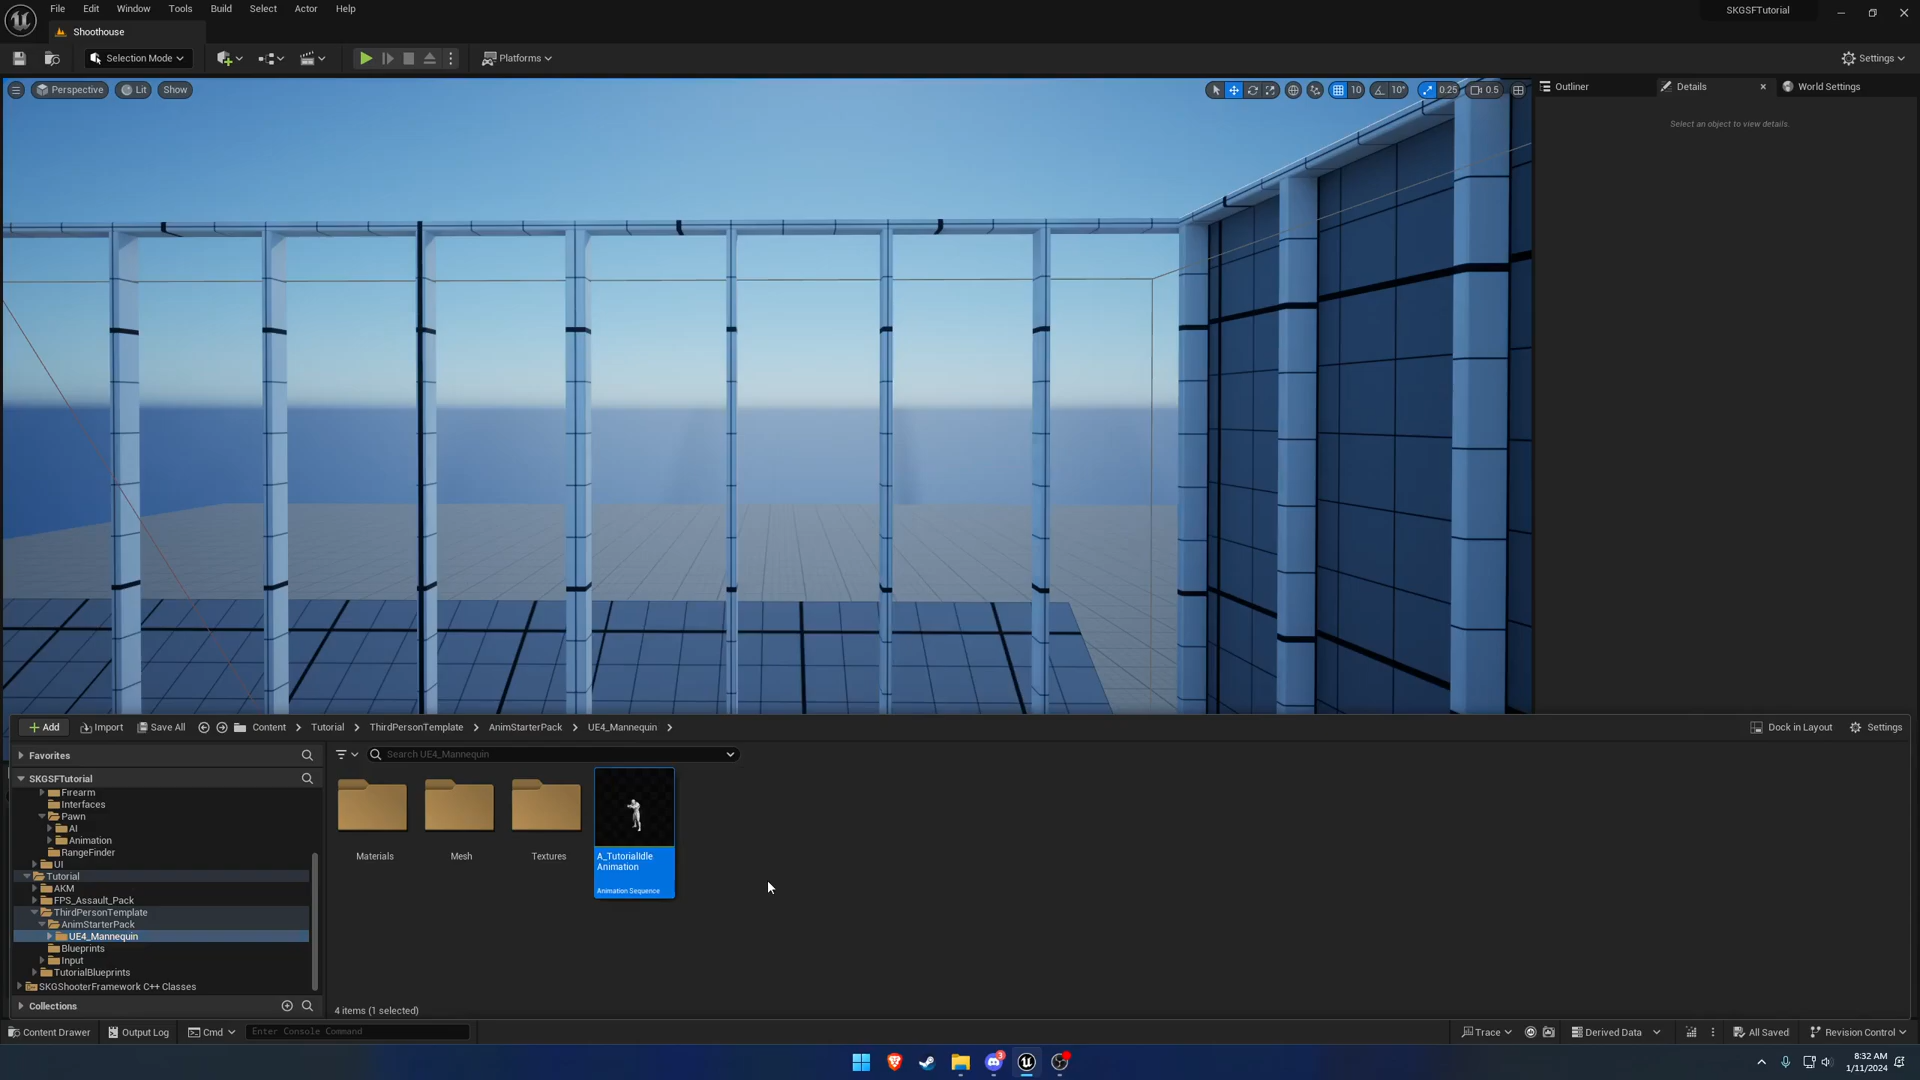 File Edit Window Tools Build Select Actor Help
SKGSFTutorial
Shoothouse
Selection Mode
Platforms
Settings
Perspective Lit Show
10 10° 0.25 0.5
Outliner Details World Settings
Select an object to view details.
Add Import Save All Content Tutorial ThirdPersonTemplate AnimStarterPack UE4_Mannequin
Dock in Layout Settings
Favorites
Search UE4_Mannequin
SKGSFTutorial
Firearm
Interfaces
Pawn
AI
Animation
RangeFinder
UI
Tutorial
AKM
FPS_Assault_Pack
ThirdPersonTemplate
AnimStarterPack
UE4_Mannequin
Blueprints
Input
TutorialBlueprints
SKGShooterFramework C++ Classes
Collections
Materials
Mesh
Textures
A_TutorialIdle
Animation
Animation Sequence
4 items (1 selected)
Content Drawer Output Log Cmd Enter Console Command
Trace Derived Data All Saved Revision Control
3
8:32 AM
1/11/2024